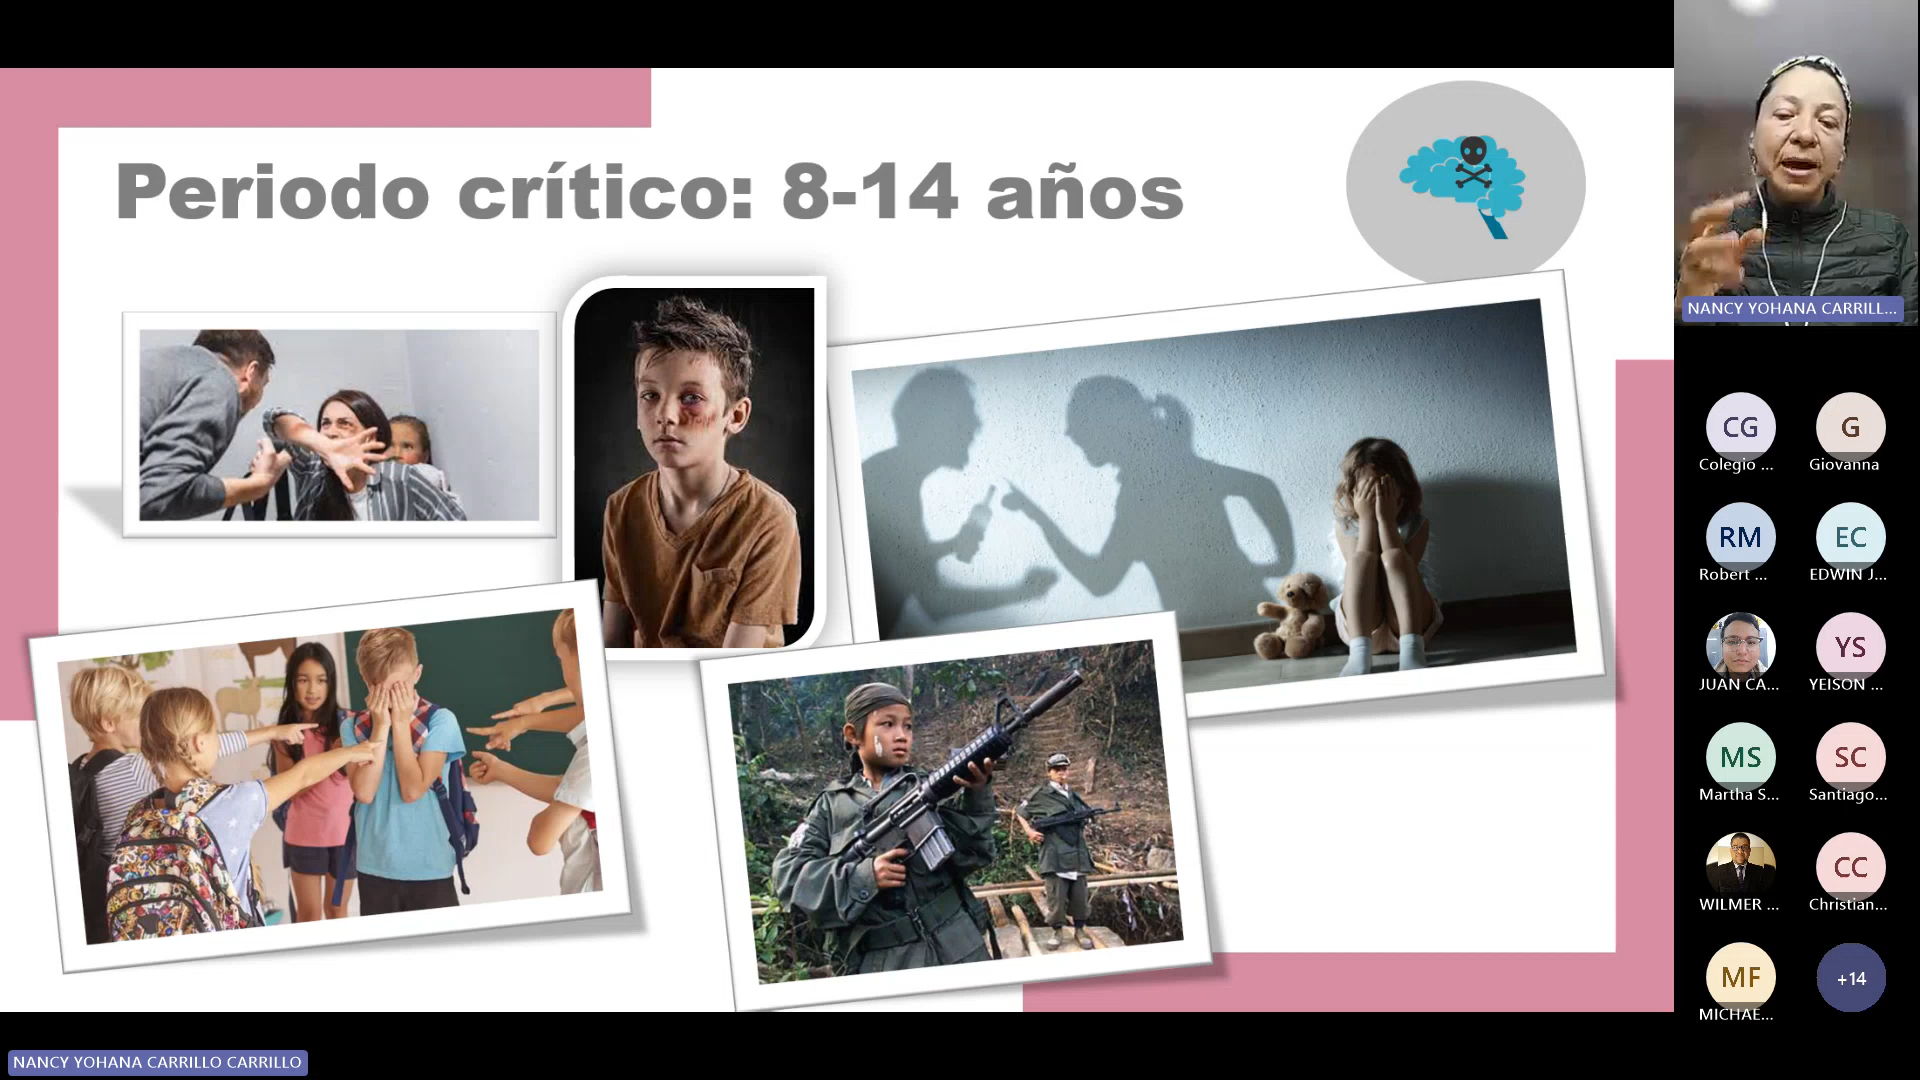 Periodo crítico: 8-14 años
NANCY YOHANA CARRILL...
CG
Colegio ...
G
Giovanna
RM
Robert ...
EC
EDWIN J...
JUAN CA...
YS
YEISON ...
MS
Martha S...
SC
Santiago...
WILMER ...
CC
Christian...
MF
MICHAE...
+14
NANCY YOHANA CARRILLO CARRILLO